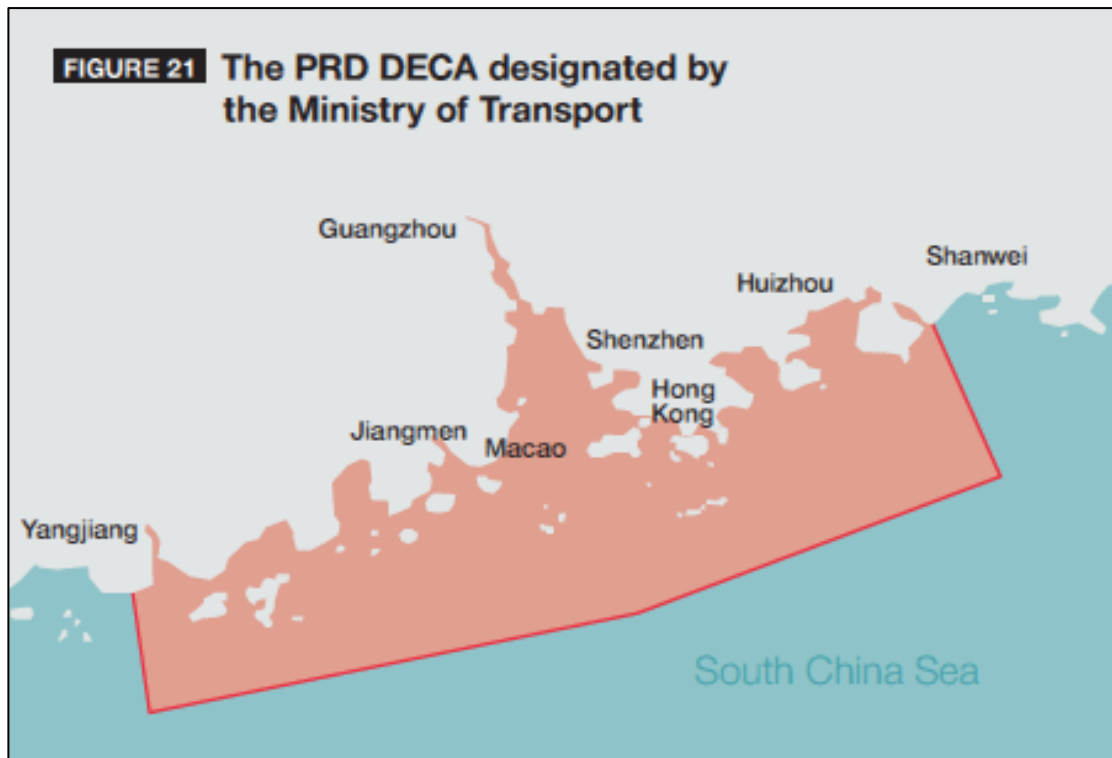 FIGURE 21 The PRD DECA designated by
the Ministry of Transport
Guangzhou
Shanwei
Huizhou
Shenzhen
Hong
Kong
Jiangmen
Macao
Yangjiang
South China Sea